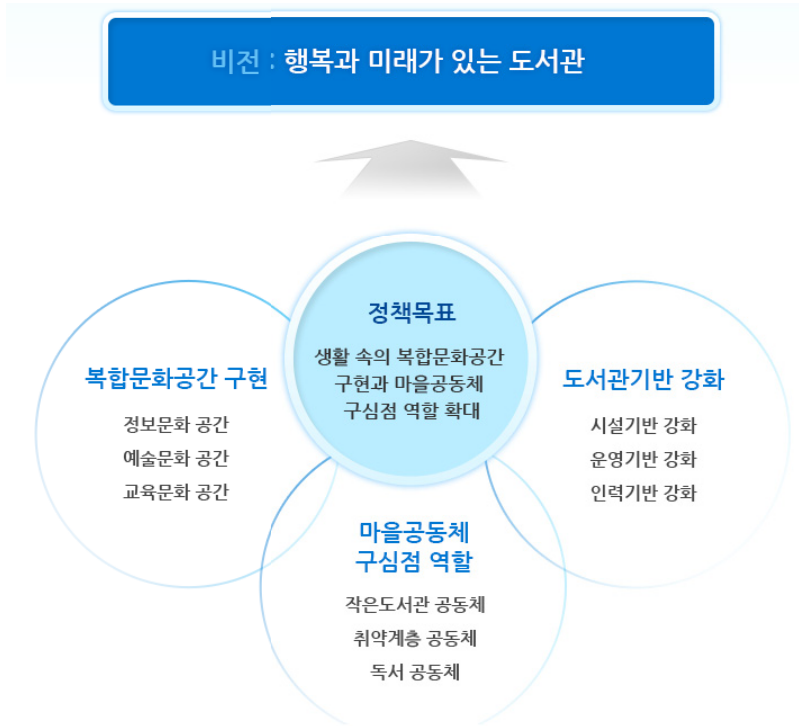 비전 : 행복과 미래가 있는 도서관
정책목표
생활 속의 복합문화공간
구현과 마을공동체
구심점 역할 확대
복합문화공간 구현
정보문화 공간
예술문화 공간
교육문화 공간
마을공동체
구심점 역할
작은도서관 공동체
취약계층 공동체
독서 공동체
도서관기반 강화
시설기반 강화
운영기반 강화
인력기반 강화